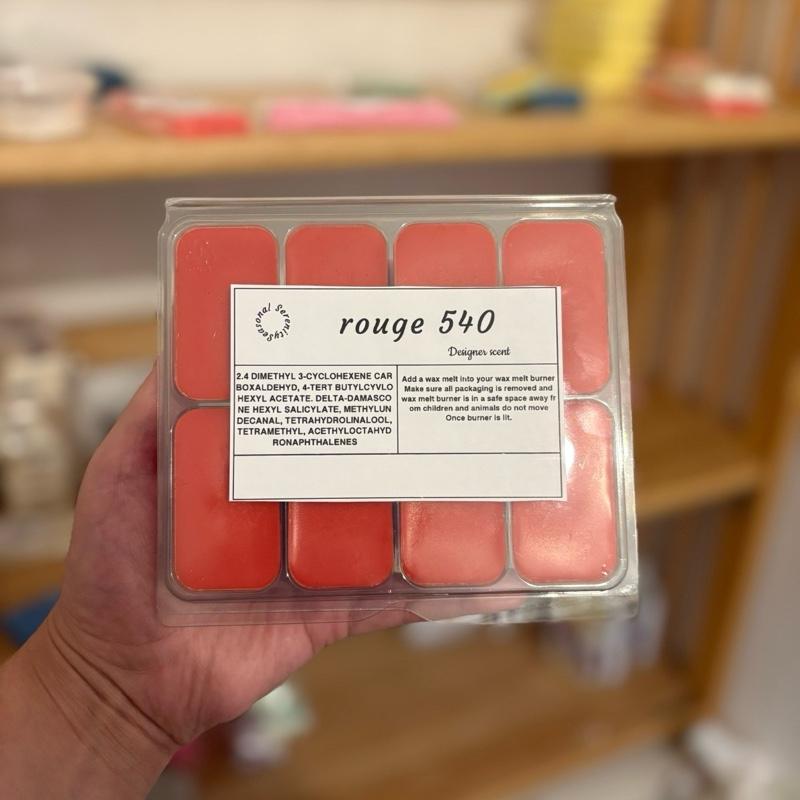 Seasonal Serenity
rouge 540
Designer scent
2.4 DIMETHYL 3-CYCLOHEXENE CAR
BOXALDEHYD, 4-TERT BUTYLCYVLO
HEXYL ACETATE. DELTA-DAMASCO
NE HEXYL SALICYLATE, METHYLUN
DECANAL, TETRAHYDROLINALOOL,
TETRAMETHYL, ACETHYLOCTAHYD
RONAPHTHALENES
Add a wax melt into your wax melt burner
Make sure all packaging is removed and
wax melt burner is in a safe space away fr
om children and animals do not move
Once burner is lit.